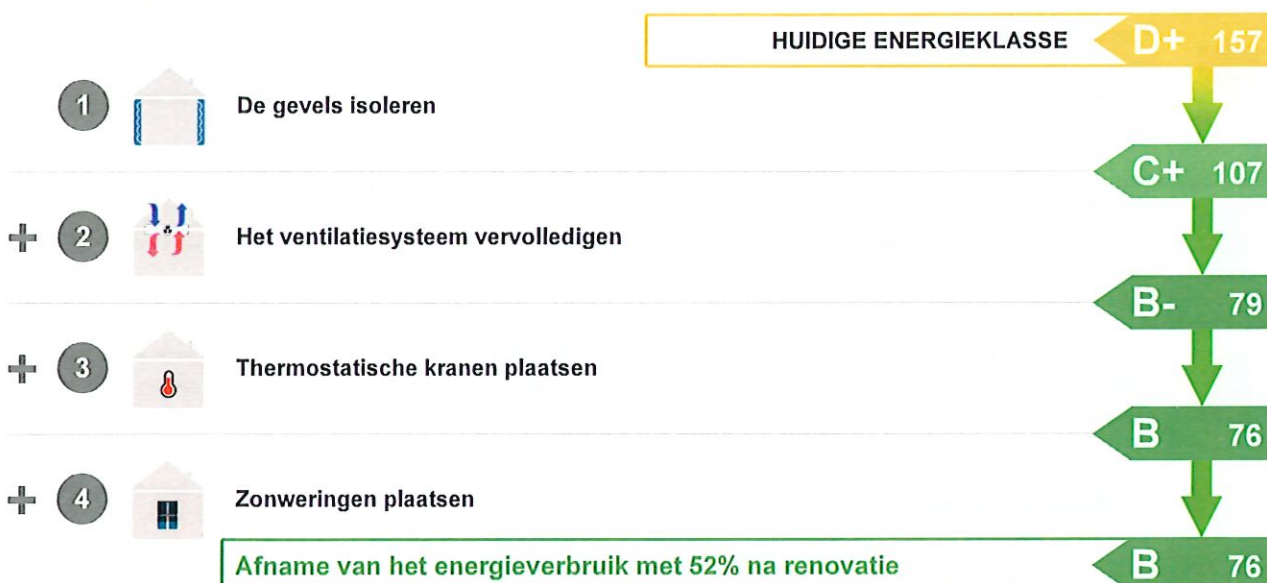 HUIDIGE ENERGIEKLASSE D+ 157
1 De gevels isoleren
C+ 107
+ 2 Het ventilatiesysteem vervolledigen
B- 79
+ 3 Thermostatische kranen plaatsen
B 76
+ 4 Zonweringen plaatsen
Afname van het energieverbruik met 52% na renovatie B 76